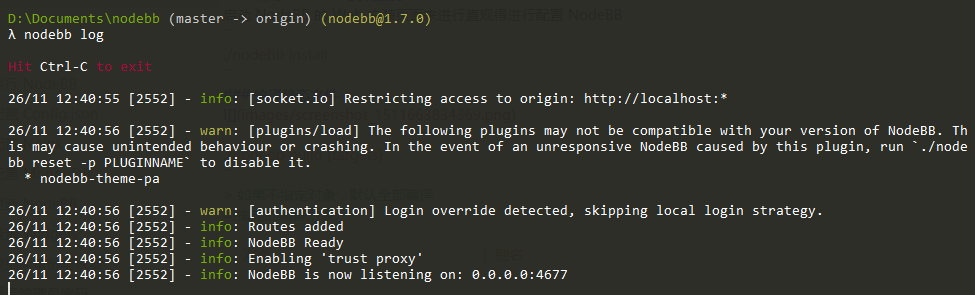 D:\Documents\nodebb (master -> origin) (nodebb@1.7.0)
λ nodebb log
Hit Ctrl-C to exit
26/11 12:40:55 [2552] - info: [socket.io] Restricting access to origin: http://localhost:*
26/11 12:40:56 [2552] - warn: [plugins/load] The following plugins may not be compatible with your version of NodeBB. Th
is may cause unintended behaviour or crashing. In the event of an unresponsive NodeBB caused by this plugin, run `./node
bb reset -p PLUGINNAME` to disable it.
* nodebb-theme-pa
26/11 12:40:56 [2552] - warn: [authentication] Login override detected, skipping local login strategy.
26/11 12:40:56 [2552] - info: Routes added
26/11 12:40:56 [2552] - info: NodeBB Ready
26/11 12:40:56 [2552] - info: Enabling 'trust proxy'
26/11 12:40:56 [2552] - info: NodeBB is now listening on: 0.0.0.0:4677